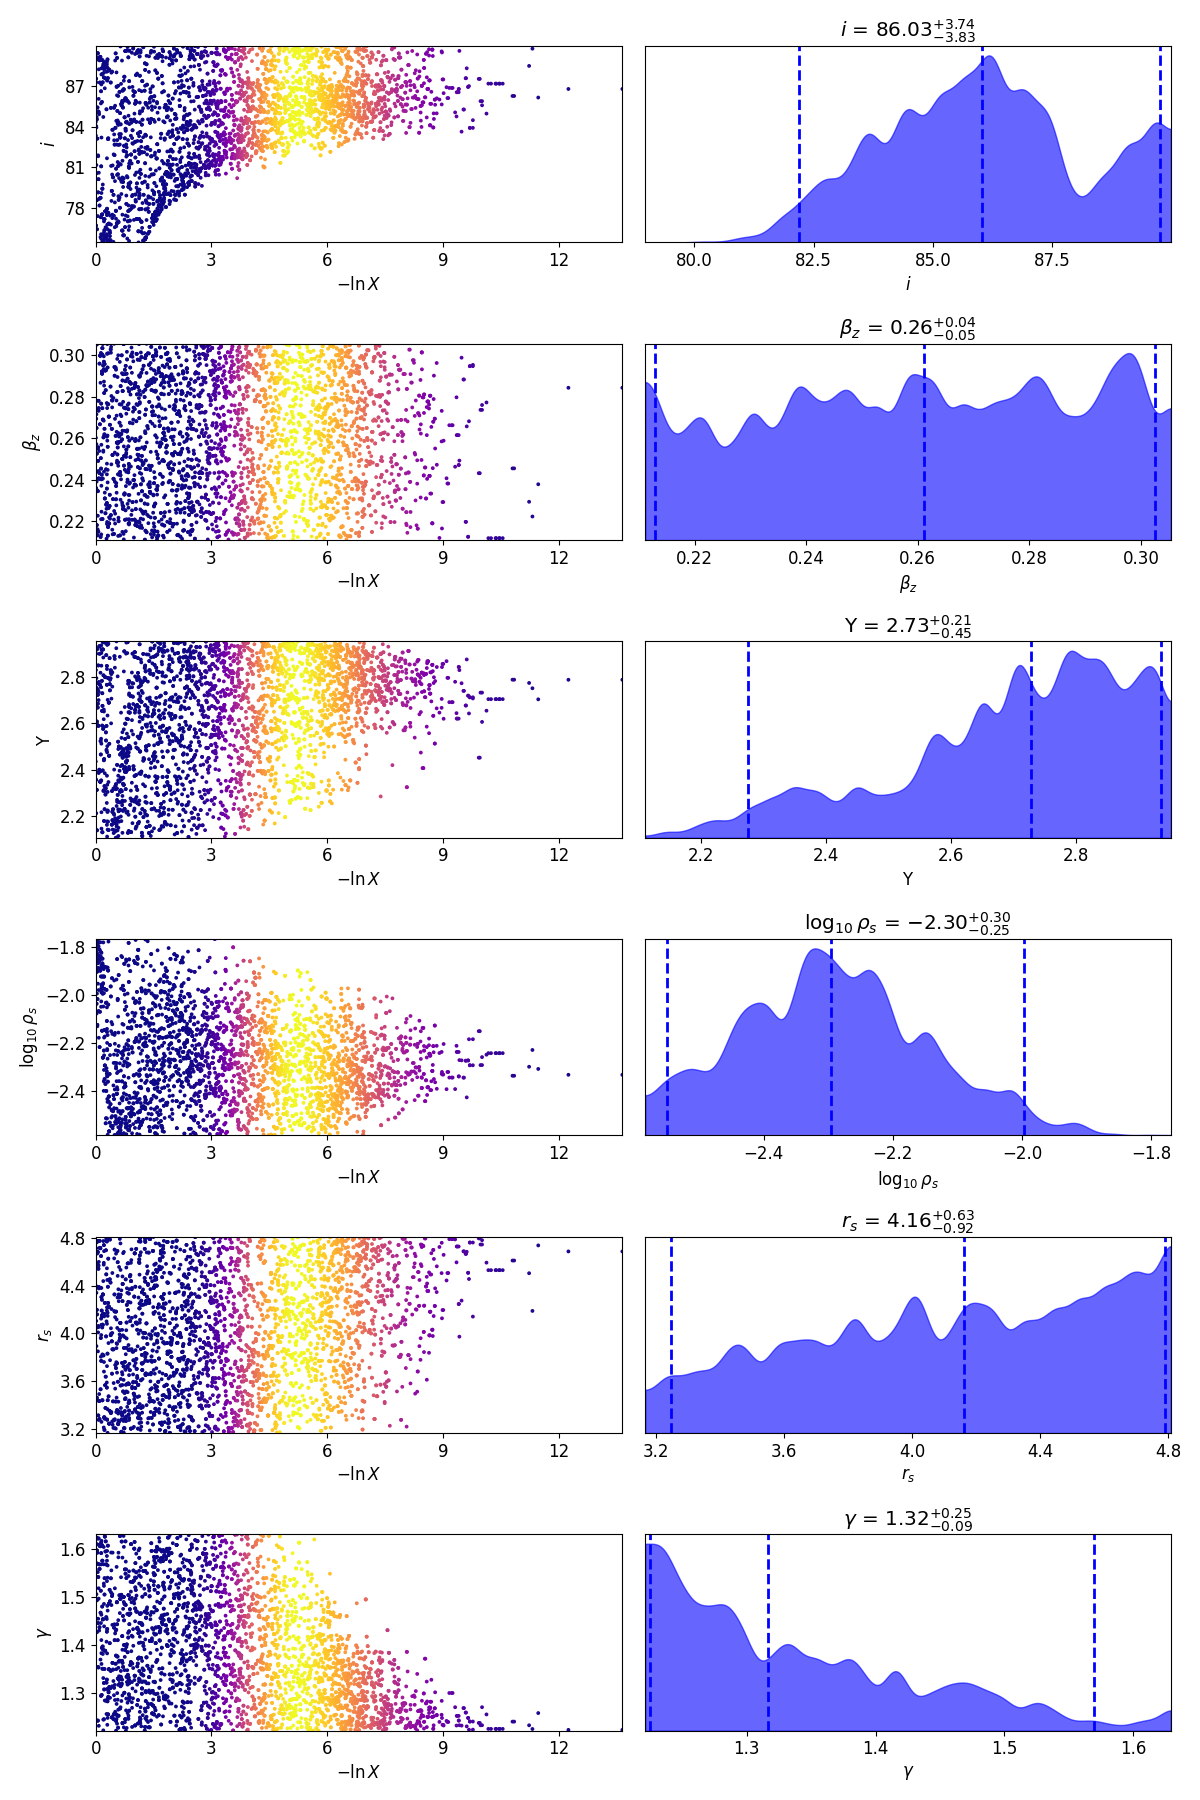 i = 86.03+3.74−3.83
87
84
81
78
i
0 3 6 9 12
−ln X
80.0 82.5 85.0 87.5
i
βz = 0.26+0.04−0.05
0.30
0.28
0.26
0.24
0.22
βz
0 3 6 9 12
−ln X
0.22 0.24 0.26 0.28 0.30
βz
Y = 2.73+0.21−0.45
2.8
2.6
2.4
2.2
Y
0 3 6 9 12
−ln X
2.2 2.4 2.6 2.8
Y
log10 ρs = −2.30+0.30−0.25
−1.8
−2.0
−2.2
−2.4
log10 ρs
0 3 6 9 12
−ln X
−2.4 −2.2 −2.0 −1.8
log10 ρs
rs = 4.16+0.63−0.92
4.8
4.4
4.0
3.6
3.2
rs
0 3 6 9 12
−ln X
3.2 3.6 4.0 4.4 4.8
rs
γ = 1.32+0.25−0.09
1.6
1.5
1.4
1.3
γ
0 3 6 9 12
−ln X
1.3 1.4 1.5 1.6
γ